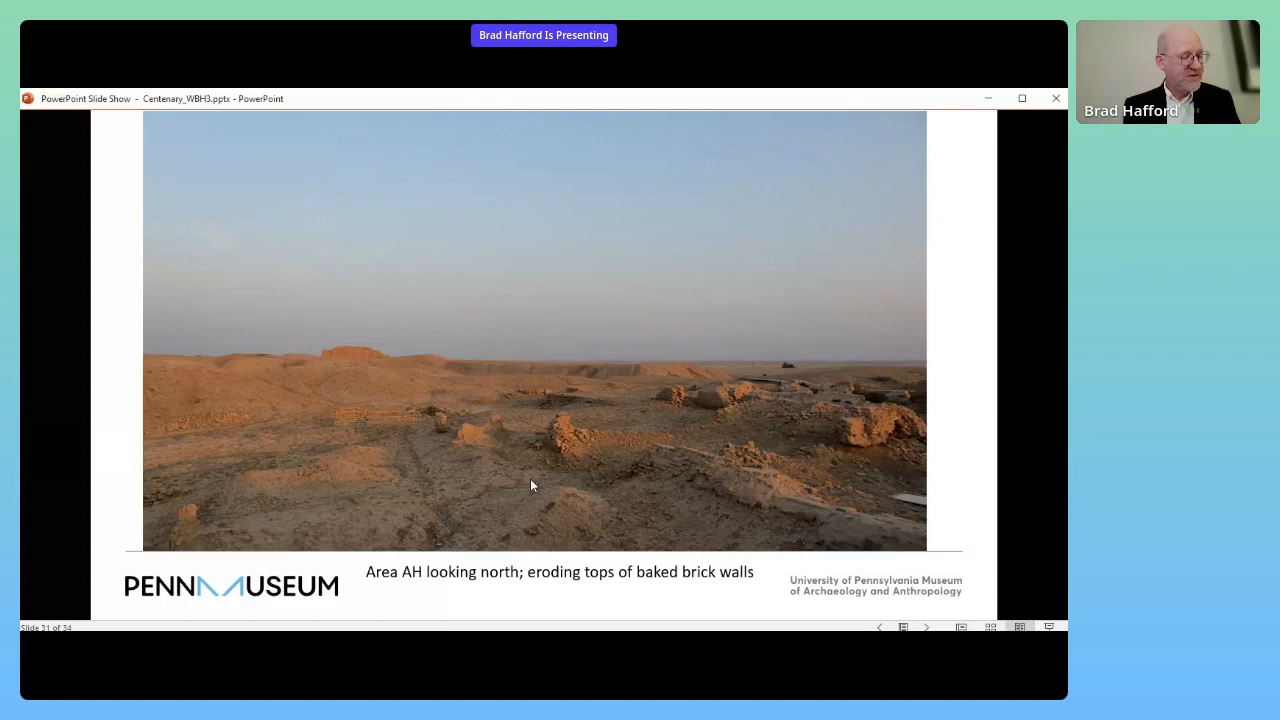 Brad Hafford Is Presenting
PowerPoint Slide Show - Centenary_WBH3.pptx - PowerPoint
Brad Hafford
Area AH looking north; eroding tops of baked brick walls
PENN MUSEUM
University of Pennsylvania Museum
of Archaeology and Anthropology
Slide 31 of 34